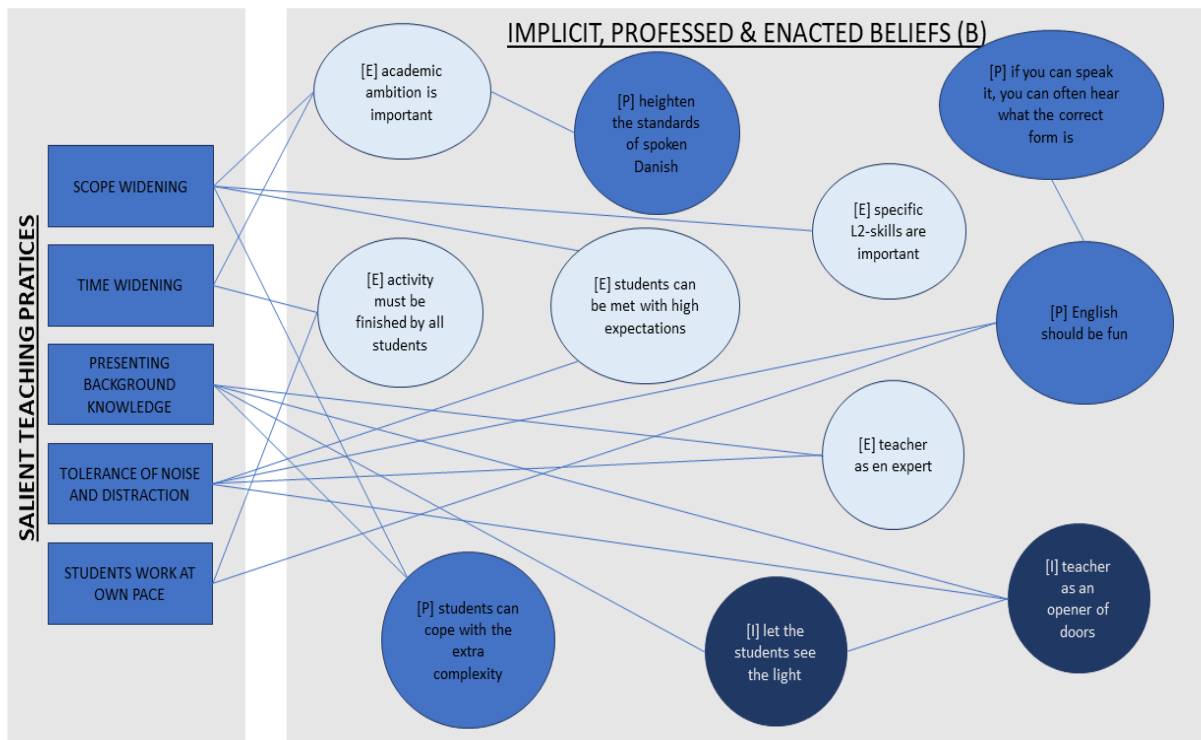 IMPLICIT, PROFESSED & ENACTED BELIEFS (B)
SALIENT TEACHING PRATICES
SCOPE WIDENING
TIME WIDENING
PRESENTING
BACKGROUND
KNOWLEDGE
TOLERANCE OF NOISE
AND DISTRACTION
STUDENTS WORK AT
OWN PACE
[E] academic
ambition is
important
[P] heighten
the standards
of spoken
Danish
[P] if you can speak
it, you can often hear
what the correct
form is
[E] specific
L2-skills are
important
[E] activity
must be
finished by all
students
[E] students can
be met with high
expectations
[P] English
should be fun
[E] teacher
as en expert
[P] students can
cope with the
extra
complexity
[I] let the
students see
the light
[I] teacher
as an
opener of
doors